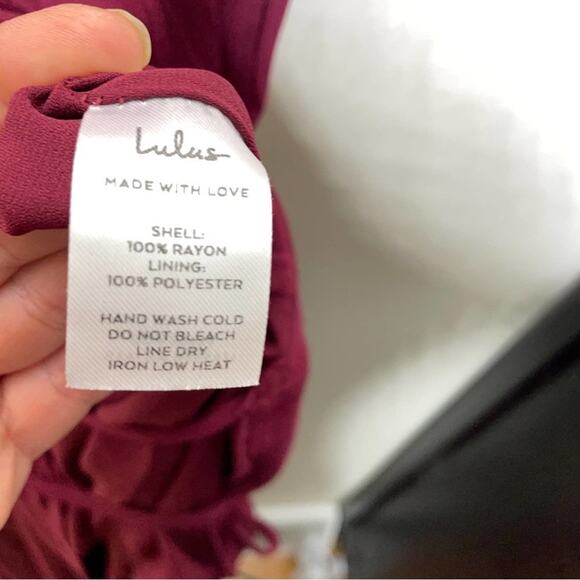 Lulus
MADE WITH LOVE
SHELL:
100% RAYON
LINING:
100% POLYESTER
HAND WASH COLD
DO NOT BLEACH
LINE DRY
IRON LOW HEAT